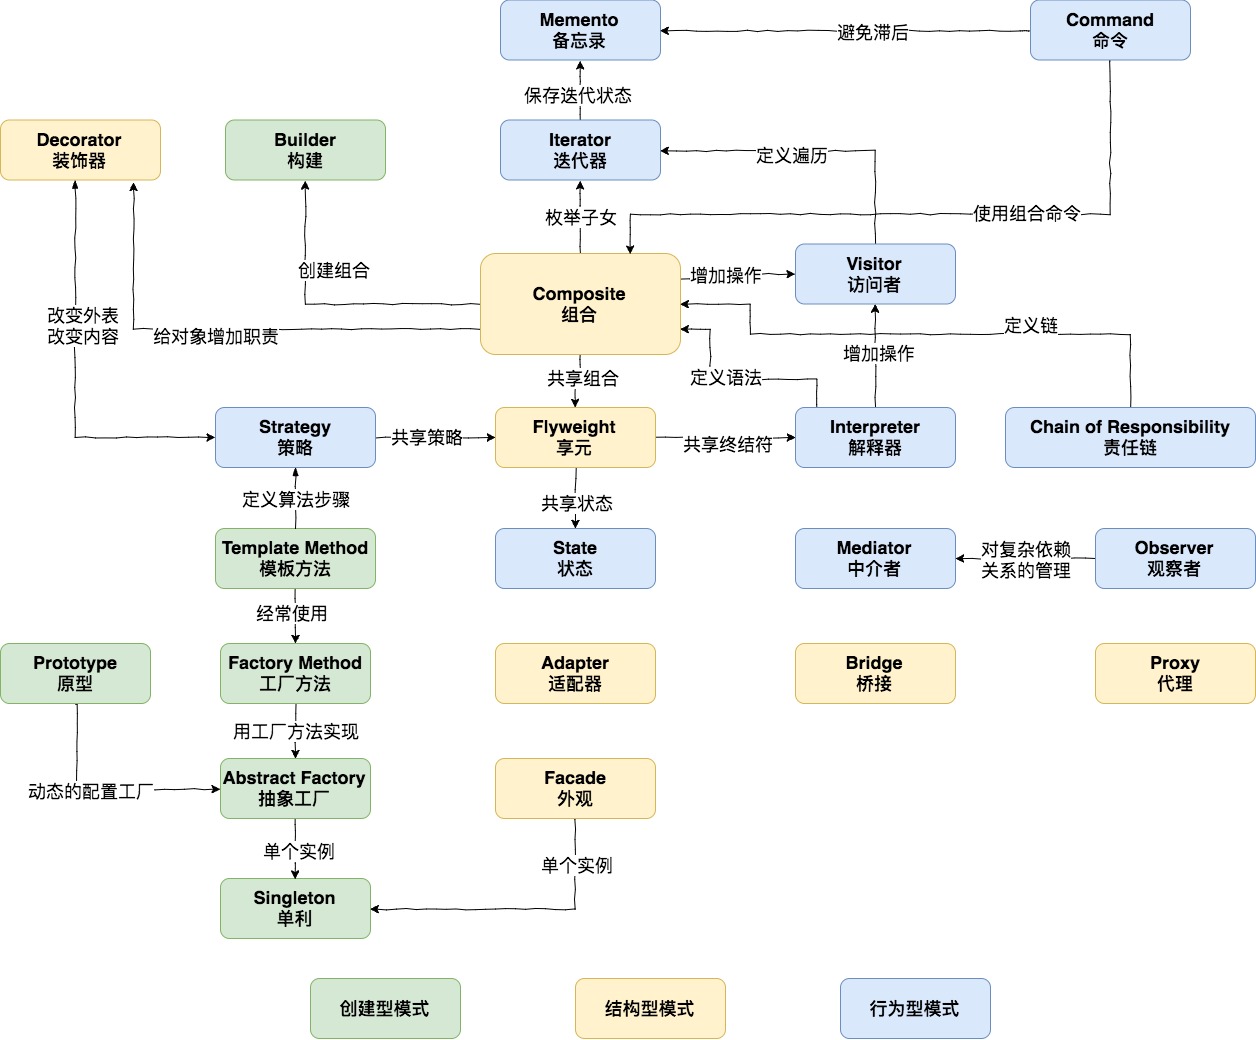 Memento
备忘录
Command
命令
避免滞后
保存迭代状态
Decorator
装饰器
Builder
构建
Iterator
迭代器
定义遍历
枚举子女
使用组合命令
创建组合
Composite
组合
增加操作
Visitor
访问者
改变外表
改变内容
给对象增加职责
定义链
增加操作
共享组合
定义语法
Strategy
策略
共享策略
Flyweight
享元
共享终结符
Interpreter
解释器
Chain of Responsibility
责任链
定义算法步骤
共享状态
Template Method
模板方法
State
状态
Mediator
中介者
对复杂依赖
关系的管理
Observer
观察者
经常使用
Prototype
原型
Factory Method
工厂方法
Adapter
适配器
Bridge
桥接
Proxy
代理
用工厂方法实现
动态的配置工厂
Abstract Factory
抽象工厂
Facade
外观
单个实例
单个实例
Singleton
单利
创建型模式
结构型模式
行为型模式